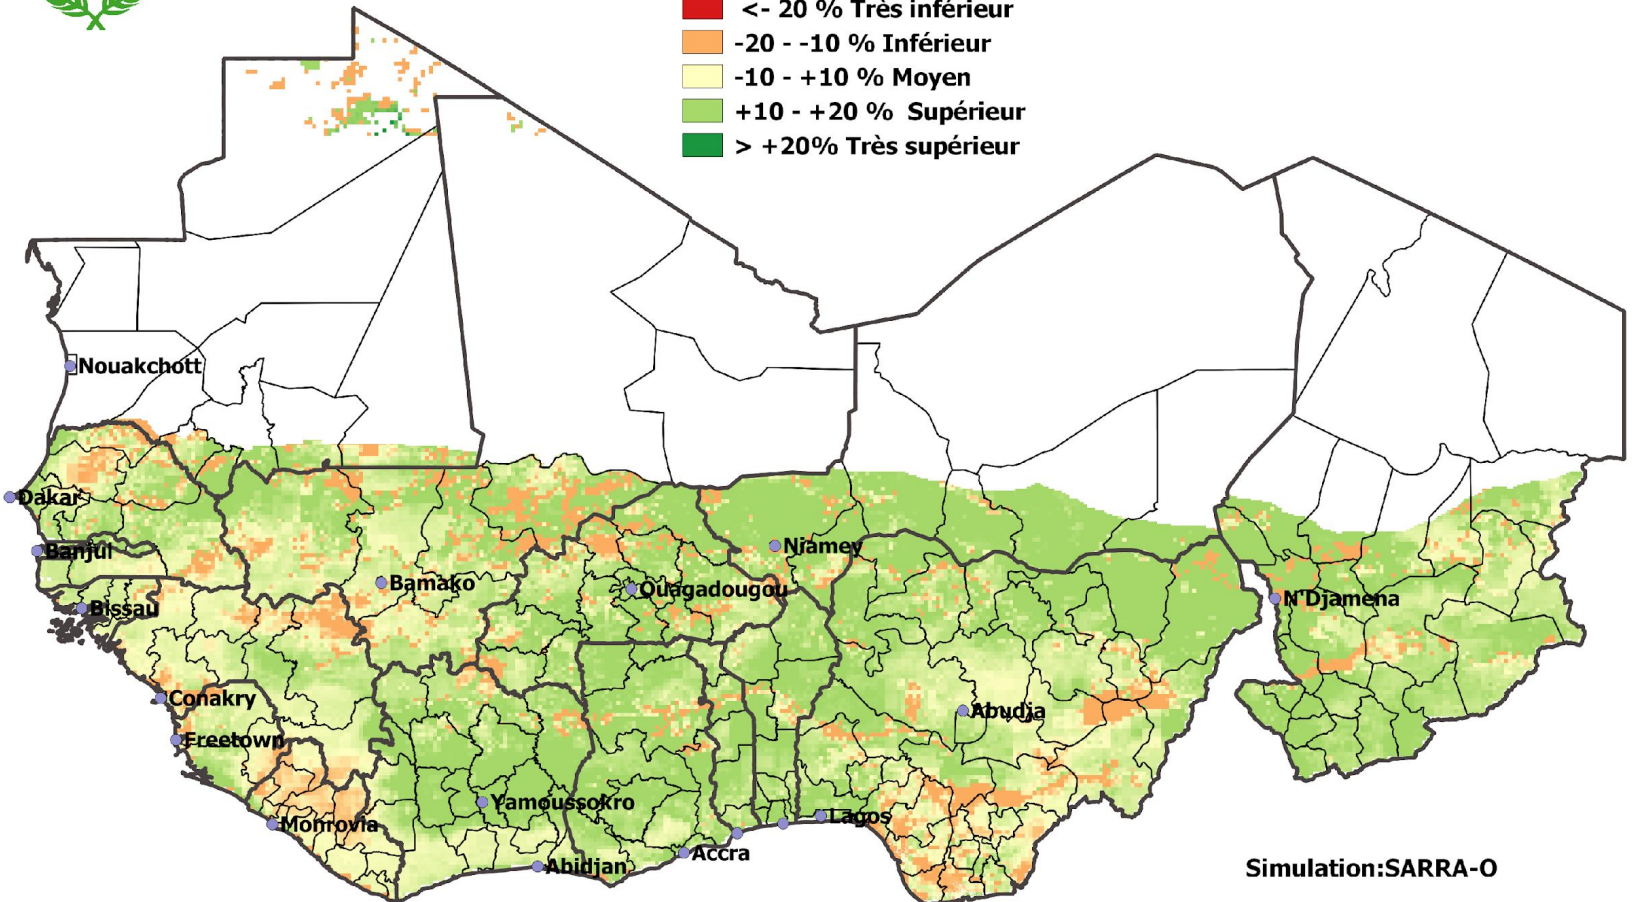 <- 20 % Très inférieur
-20 - -10 % Inférieur
-10 - +10 % Moyen
+10 - +20 % Supérieur
> +20% Très supérieur
Nouakchott
Dakar
Banjul
Niamey
Bamako
Ouagadougou
Bissau
N'Djamena
Conakry
Abudja
Freetown
Yamoussokro
Monrovia
Lagos
Accra
Abidjan
Simulation:SARRA-O